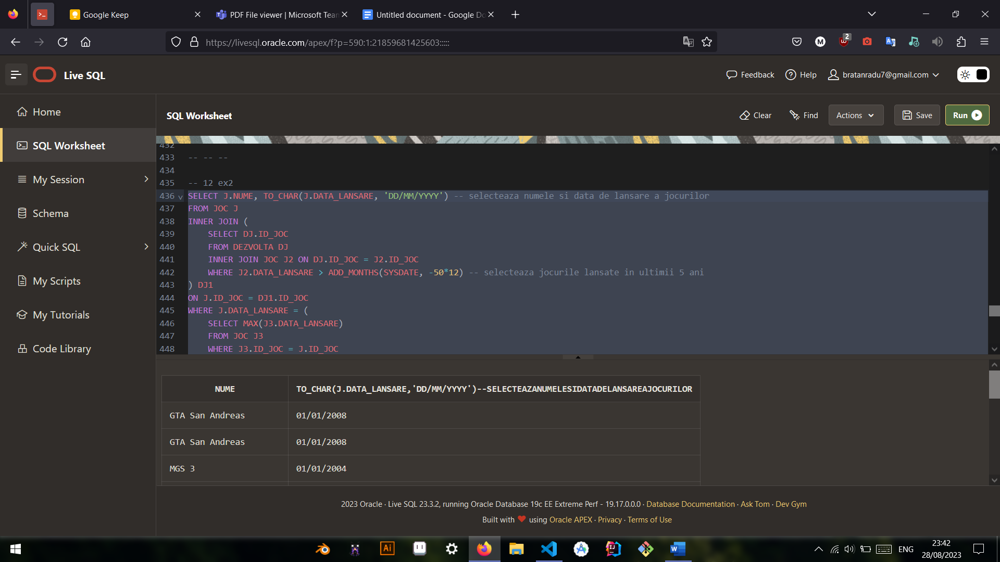 Google Keep
PDF File viewer | Microsoft Tean
Untitled document - Google Do
https://livesql.oracle.com/apex/f?p=590:1:21859681425603:::::
M
2
Live SQL
Feedback
Help
bratanradu7@gmail.com
Home
SQL Worksheet
My Session
Schema
Quick SQL
My Scripts
My Tutorials
Code Library
SQL Worksheet
Clear
Find
Actions
Save
Run
432
433 -- -- --
434
435 -- 12 ex2
436 SELECT J.NUME, TO_CHAR(J.DATA_LANSARE, 'DD/MM/YYYY') -- selecteaza numele si data de lansare a jocurilor
437 FROM JOC J
438 INNER JOIN (
439 SELECT DJ.ID_JOC
440 FROM DEZVOLTA DJ
441 INNER JOIN JOC J2 ON DJ.ID_JOC = J2.ID_JOC
442 WHERE J2.DATA_LANSARE > ADD_MONTHS(SYSDATE, -50*12) -- selecteaza jocurile lansate in ultimii 5 ani
443 ) DJ1
444 ON J.ID_JOC = DJ1.ID_JOC
445 WHERE J.DATA_LANSARE = (
446 SELECT MAX(J3.DATA_LANSARE)
447 FROM JOC J3
448 WHERE J3.ID_JOC = J.ID_JOC
NUME TO_CHAR(J.DATA_LANSARE,'DD/MM/YYYY')--SELECTEAZANUMELESIDATADELANSAREAJOCURILOR
GTA San Andreas 01/01/2008
GTA San Andreas 01/01/2008
MGS 3 01/01/2004
2023 Oracle · Live SQL 23.3.2, running Oracle Database 19c EE Extreme Perf - 19.17.0.0.0 · Database Documentation · Ask Tom · Dev Gym
Built with ❤ using Oracle APEX · Privacy · Terms of Use
Ai
IJ
W
ENG
23:42
28/08/2023